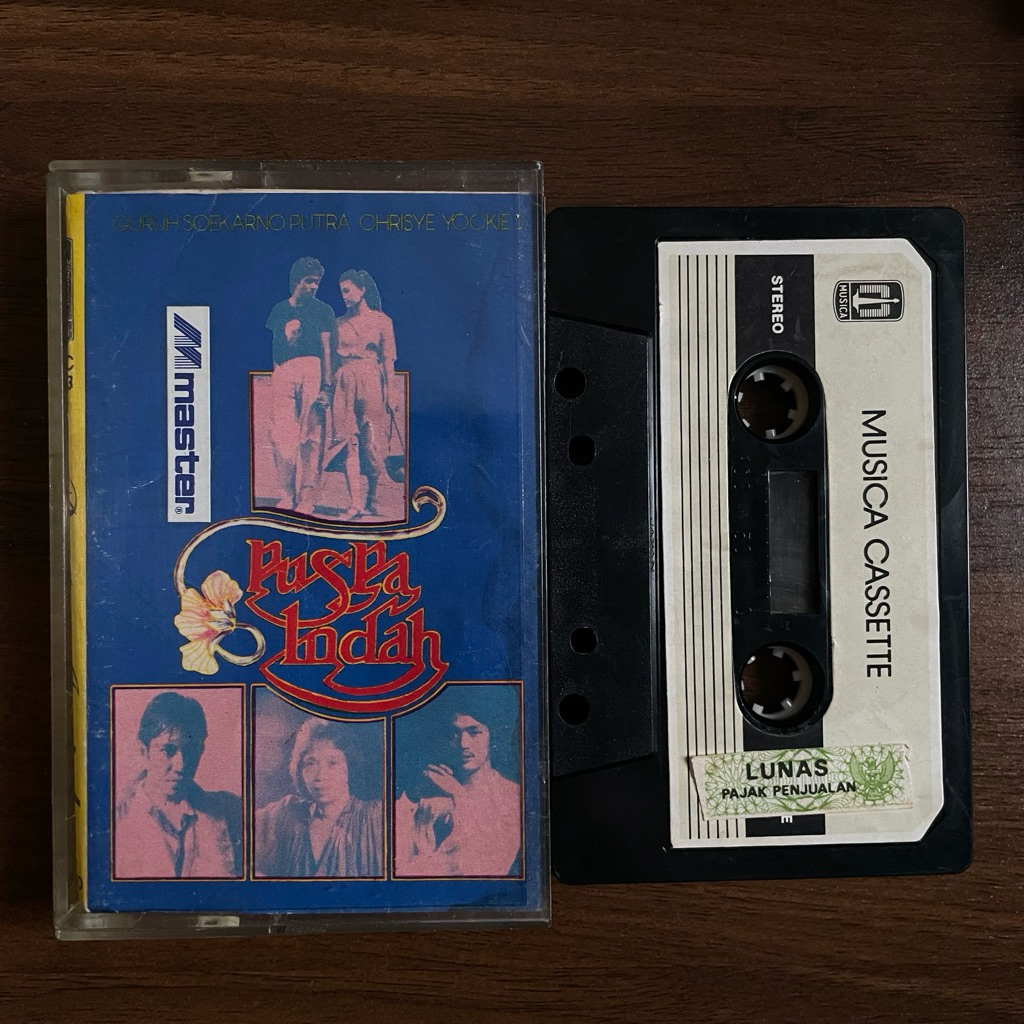 GURUH SOEKARNO PUTRA CHRISYE YOCKIE S
master®
Puspa
Indah
STEREO
MUSICA
MUSICA CASSETTE
LUNAS
PAJAK PENJUALAN